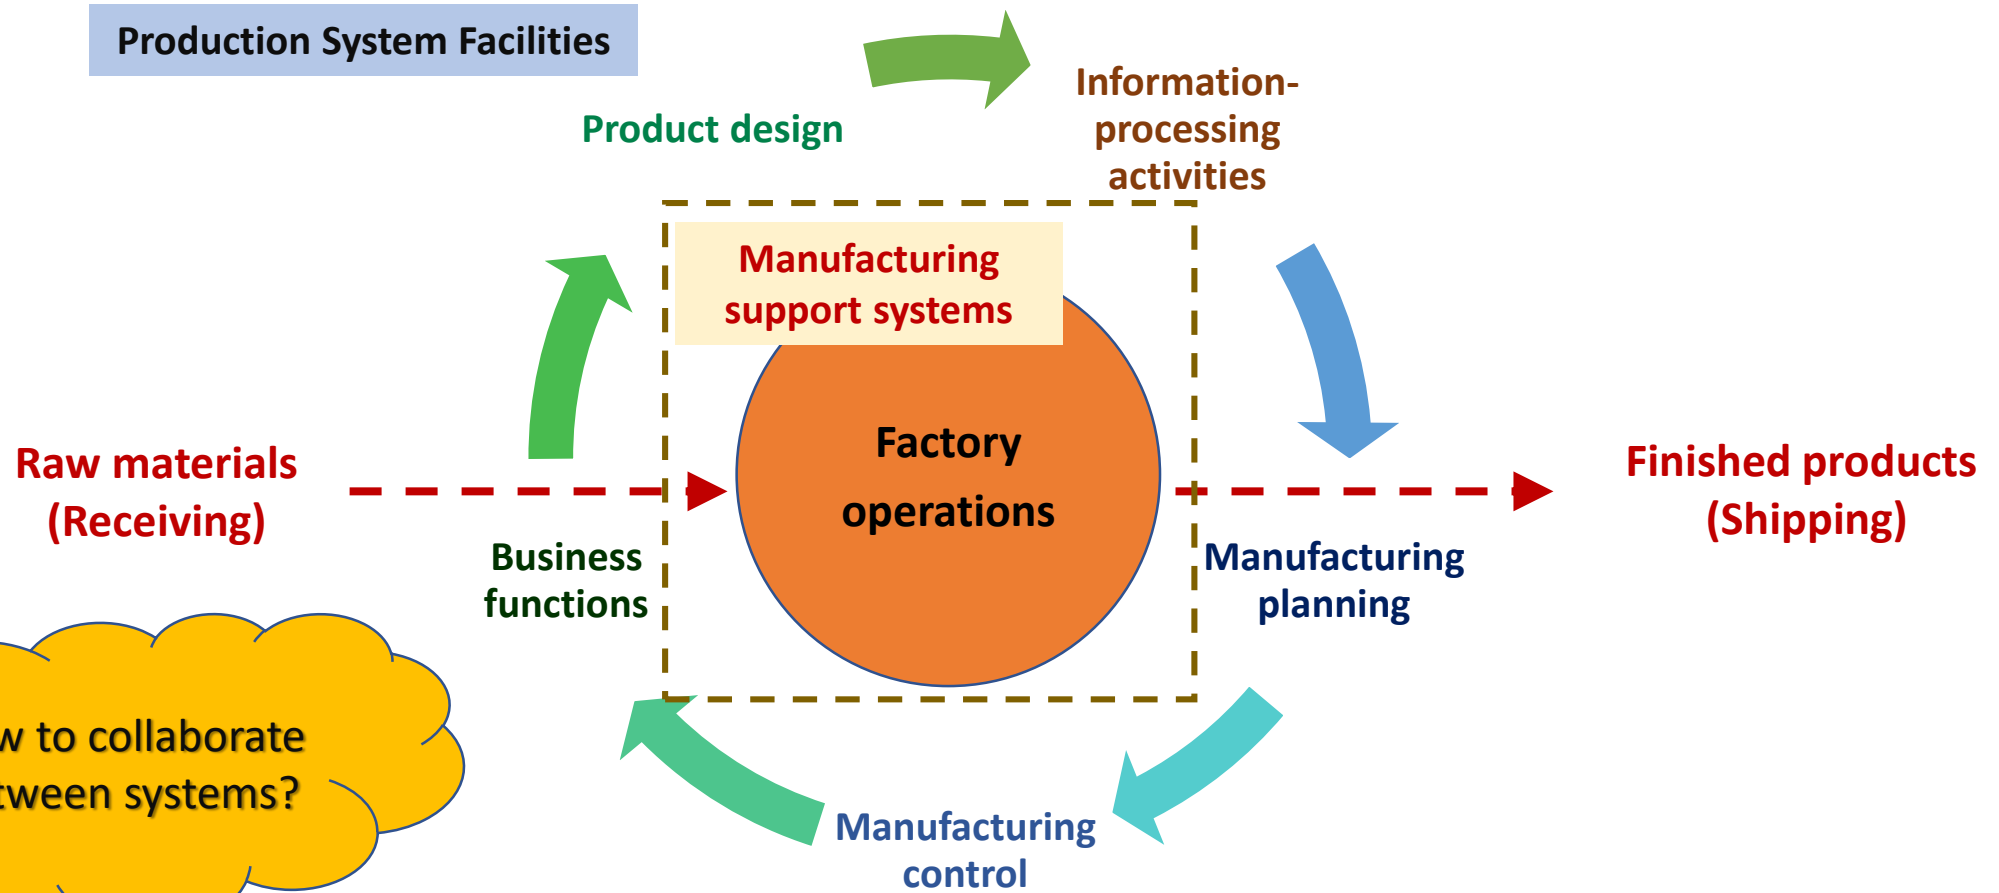 Production System Facilities
Product design
Information-
processing
activities
Manufacturing
support systems
Factory
operations
Raw materials
(Receiving)
Finished products
(Shipping)
Business
functions
Manufacturing
planning
to collaborate
systems?
Manufacturing
control